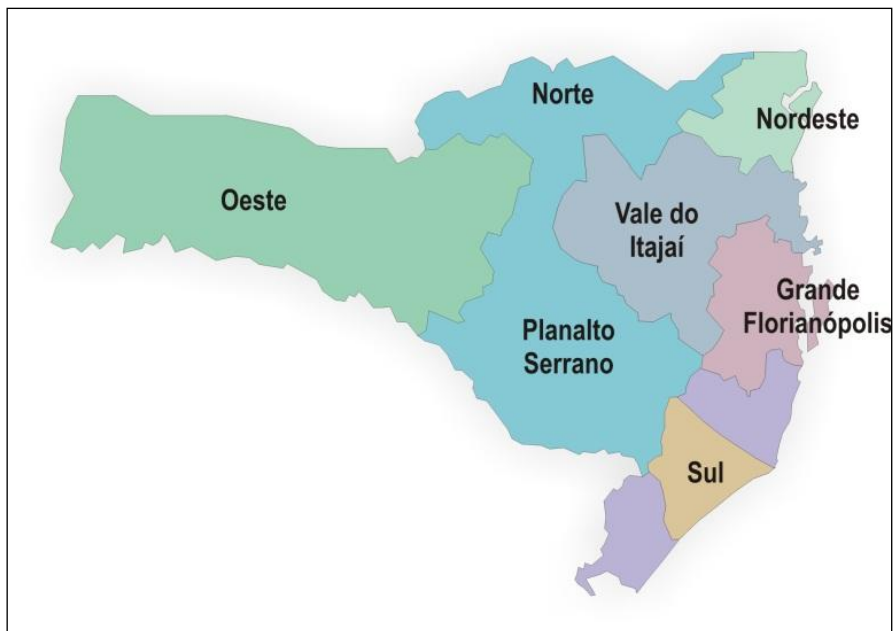 Norte
Nordeste
Oeste
Vale do
Itajaí
Grande
Florianópolis
Planalto
Serrano
Sul